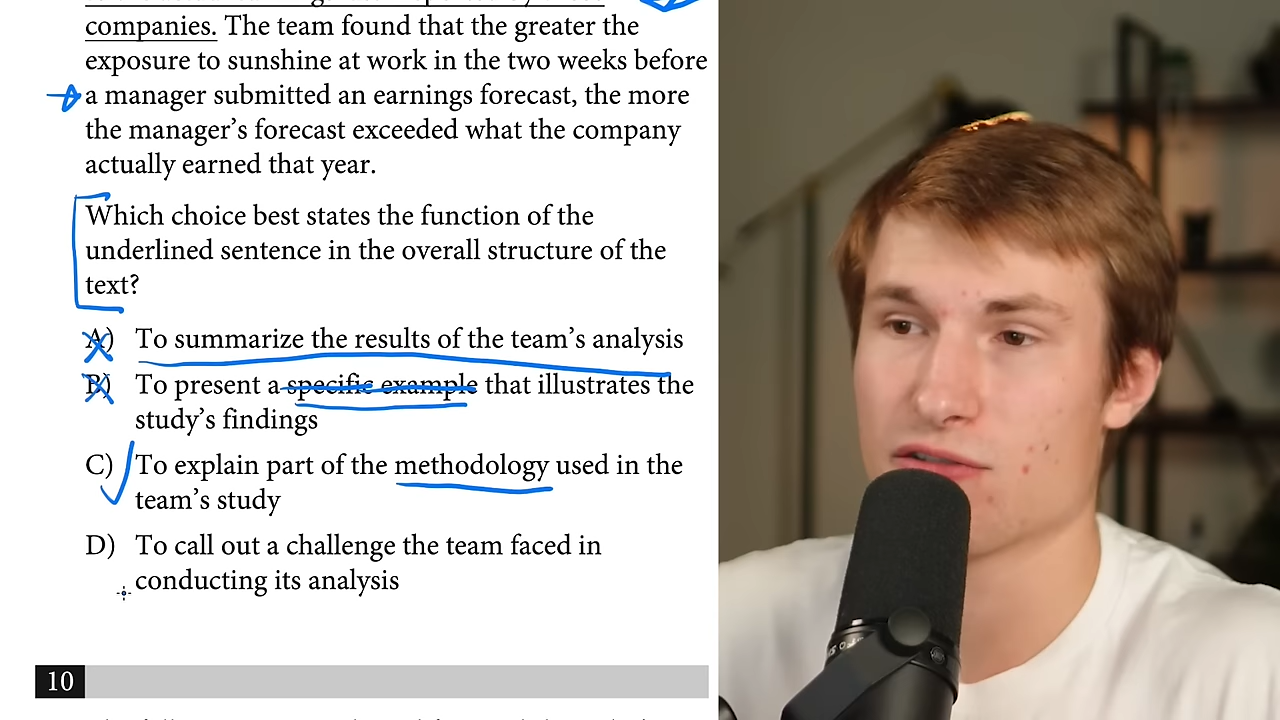 companies. The team found that the greater the
exposure to sunshine at work in the two weeks before
a manager submitted an earnings forecast, the more
the manager’s forecast exceeded what the company
actually earned that year.
Which choice best states the function of the
underlined sentence in the overall structure of the
text?
A) To summarize the results of the team’s analysis
B) To present a specific example that illustrates the
study’s findings
C) To explain part of the methodology used in the
team’s study
D) To call out a challenge the team faced in
conducting its analysis
10